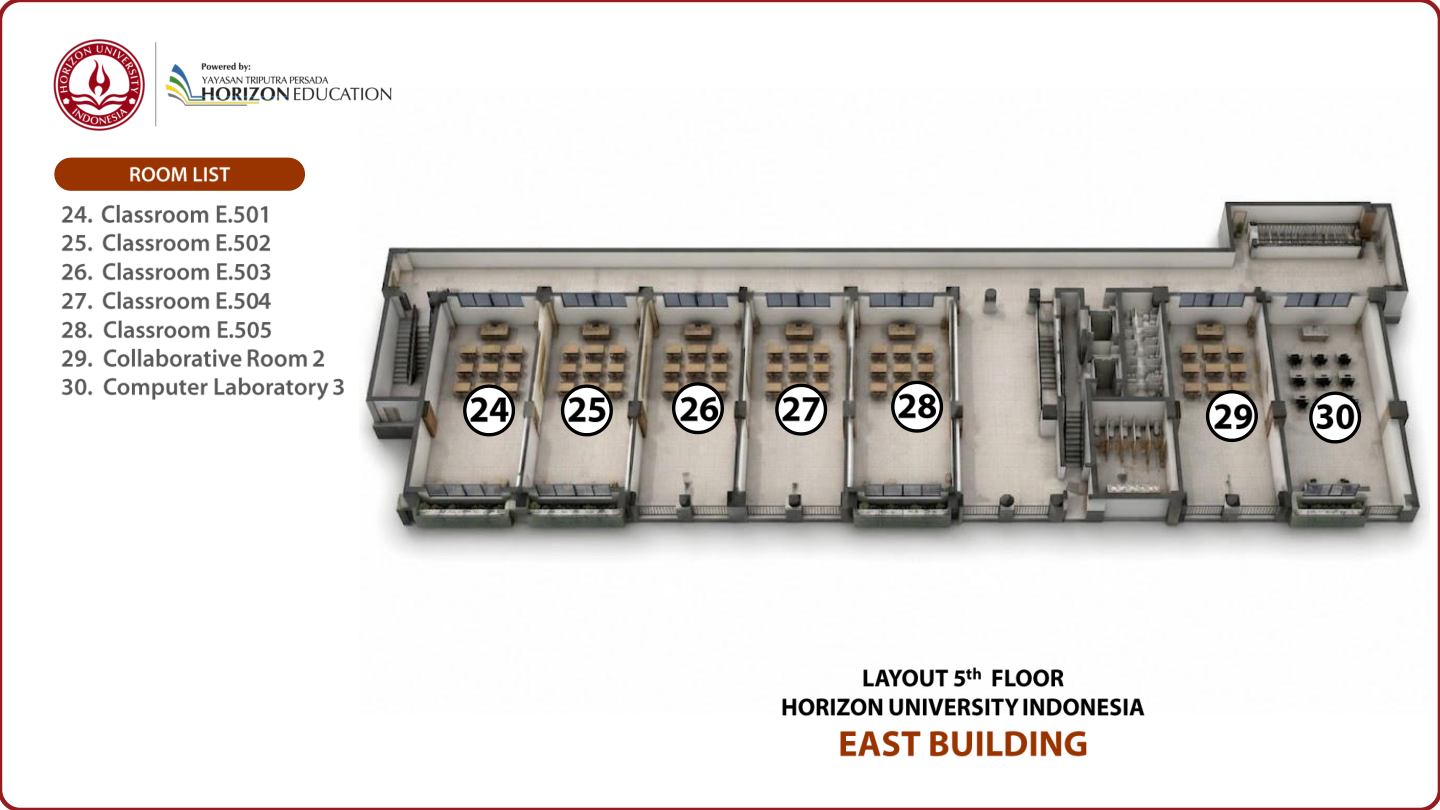 HORIZON UNIVERSITY
INDONESIA
Powered by:
YAYASAN TRIPUTRA PERSADA
HORIZON EDUCATION
ROOM LIST
24. Classroom E.501
25. Classroom E.502
26. Classroom E.503
27. Classroom E.504
28. Classroom E.505
29. Collaborative Room 2
30. Computer Laboratory 3
24
25
26
27
28
29
30
LAYOUT 5th FLOOR
HORIZON UNIVERSITY INDONESIA
EAST BUILDING